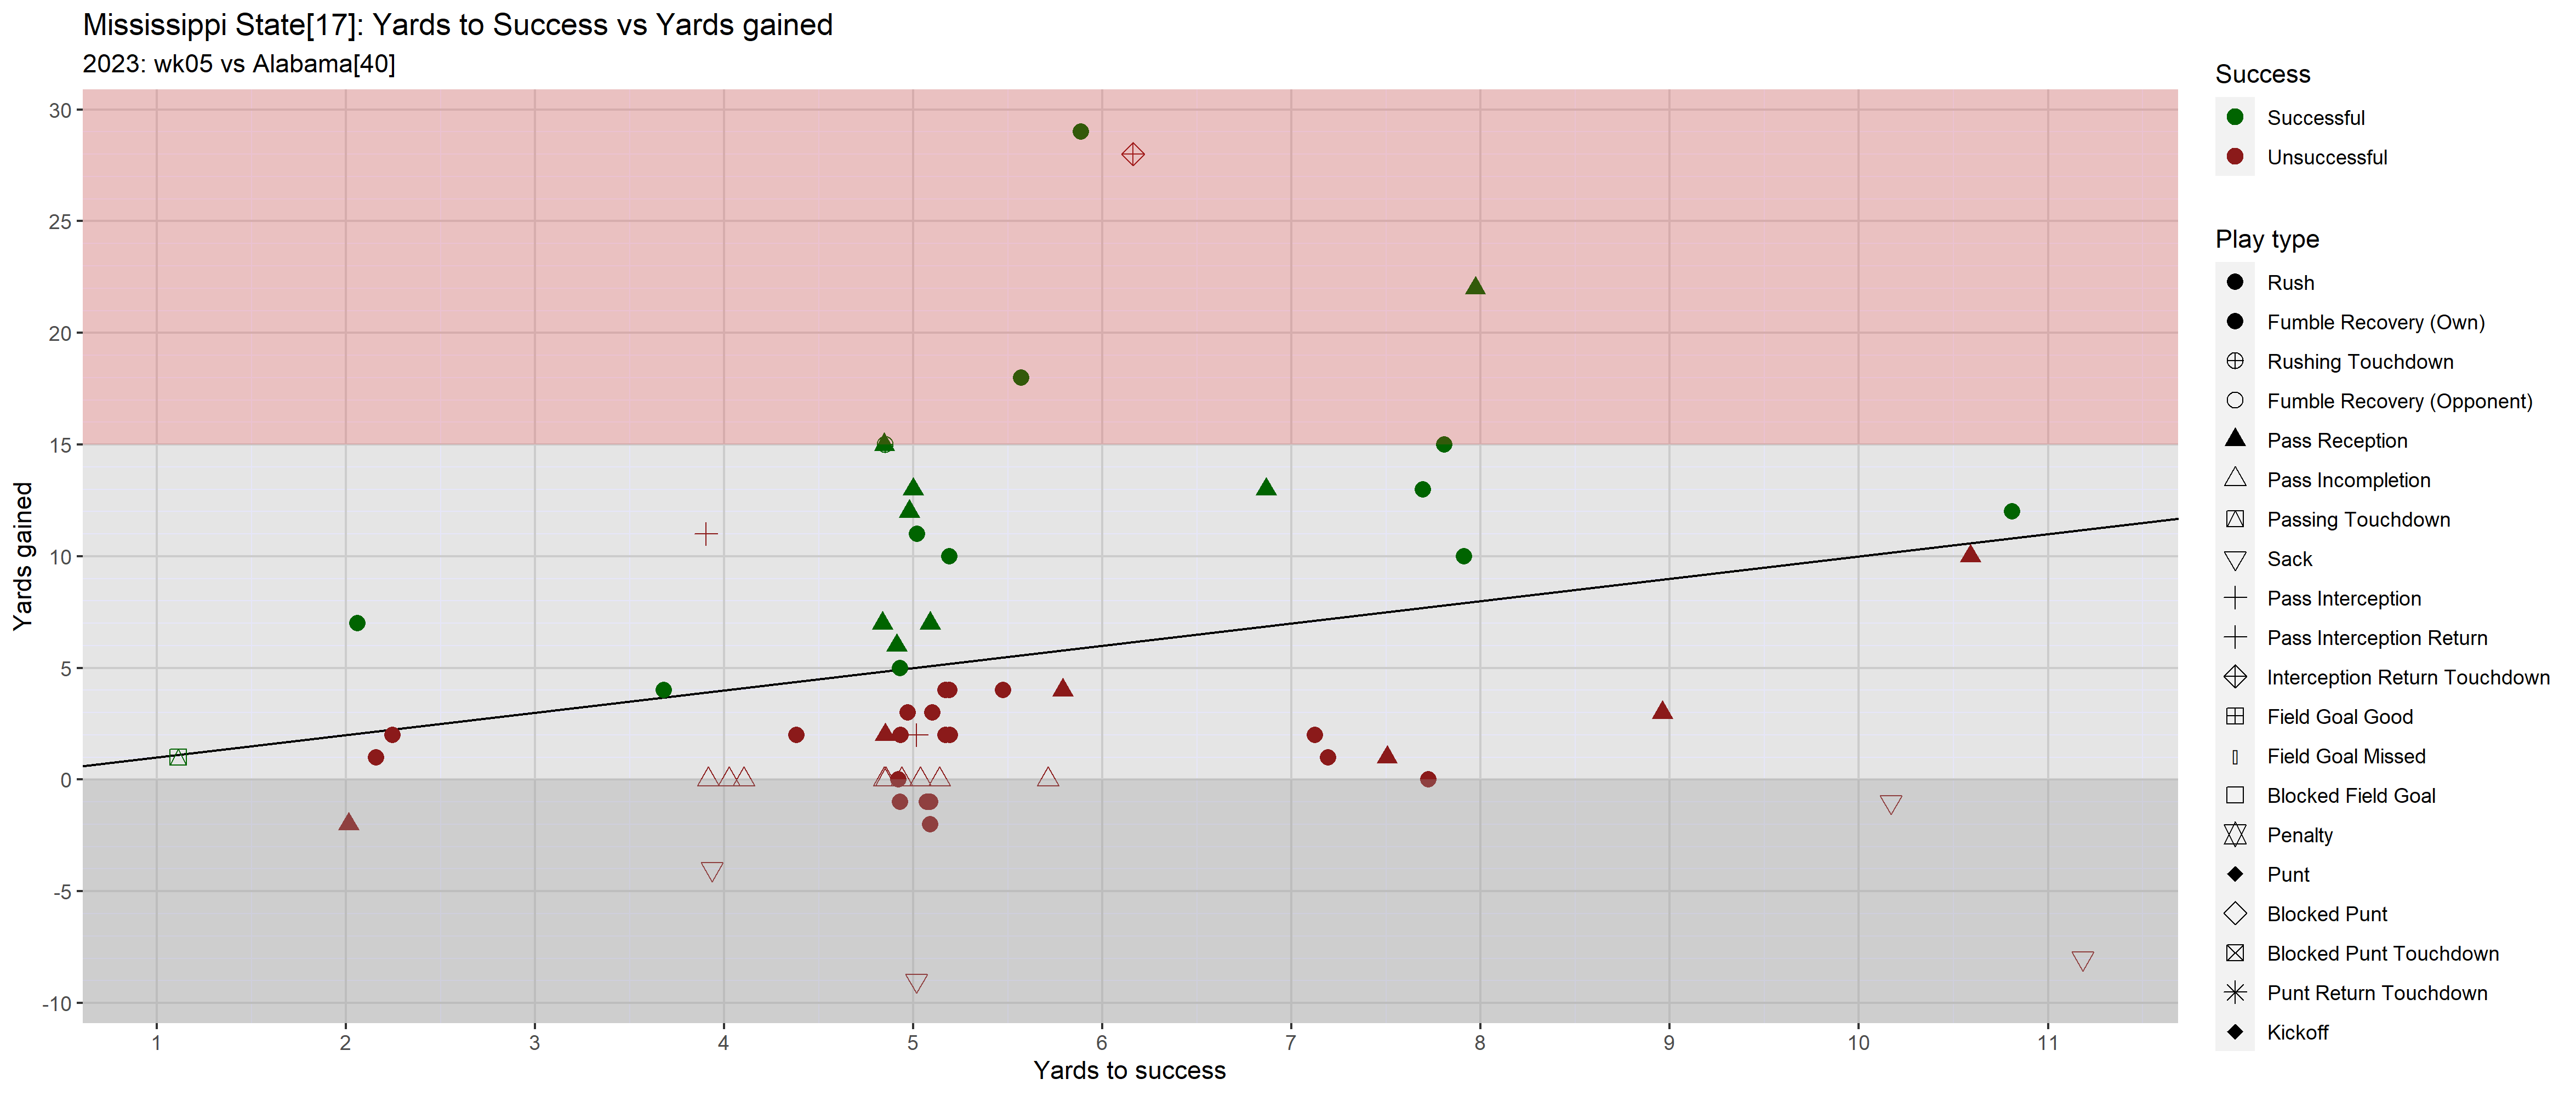 Mississippi State[17]: Yards to Success vs Yards gained
2023: wk05 vs Alabama[40]
Yards gained
30
25
20
15
10
5
0
-5
-10
1 2 3 4 5 6 7 8 9 10 11
Yards to success
Success
Successful
Unsuccessful
Play type
Rush
Fumble Recovery (Own)
Rushing Touchdown
Fumble Recovery (Opponent)
Pass Reception
Pass Incompletion
Passing Touchdown
Sack
Pass Interception
Pass Interception Return
Interception Return Touchdown
Field Goal Good
Field Goal Missed
Blocked Field Goal
Penalty
Punt
Blocked Punt
Blocked Punt Touchdown
Punt Return Touchdown
Kickoff